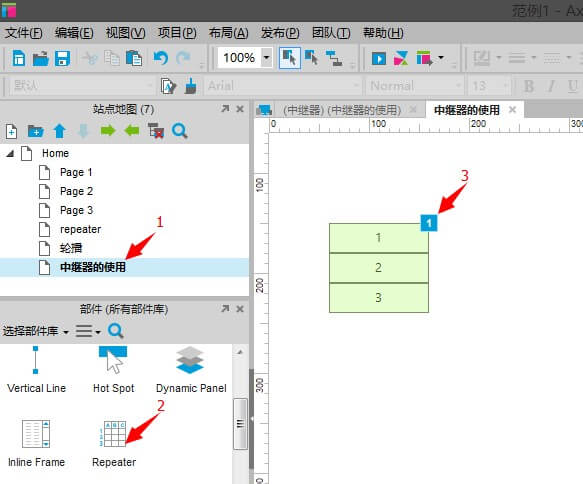 范例1 - Ax
文件(F) 编辑(E) 视图(V) 项目(P) 布局(A) 发布(P) 团队(T) 帮助(H)
100%
默认 Arial Normal 13 B I U
站点地图 (7)
(中继器) (中继器的使用) 中继器的使用
0 100 200 300
Home
Page 1
Page 2
Page 3
repeater
轮播
中继器的使用
1
3
1
1
2
3
100
200
300
400
部件 (所有部件库)
选择部件库
Vertical Line Hot Spot Dynamic Panel
2
A B C
1
2
3
Inline Frame Repeater